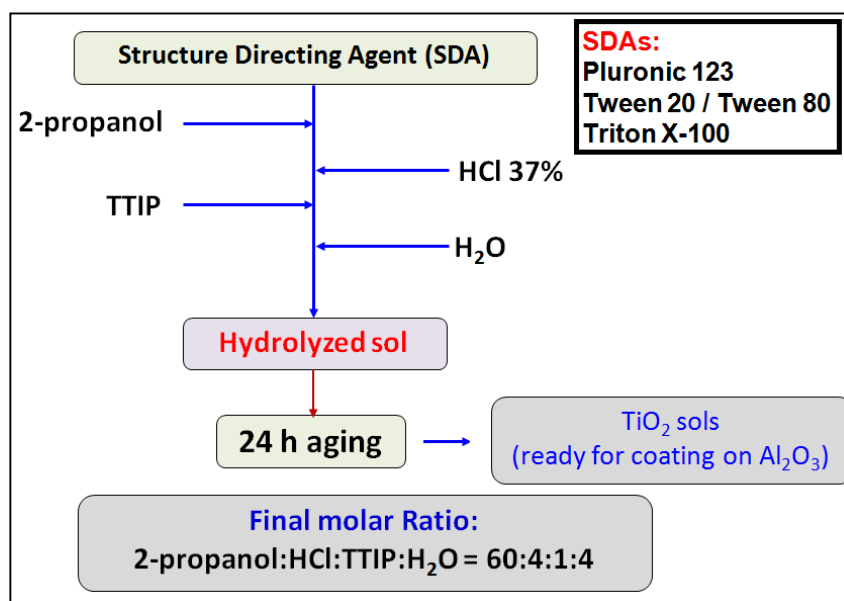 Structure Directing Agent (SDA)
SDAs:
Pluronic 123
Tween 20 / Tween 80
Triton X-100
2-propanol
HCl 37%
TTIP
H₂O
Hydrolyzed sol
24 h aging
TiO₂ sols
(ready for coating on Al₂O₃)
Final molar Ratio:
2-propanol:HCl:TTIP:H₂O = 60:4:1:4